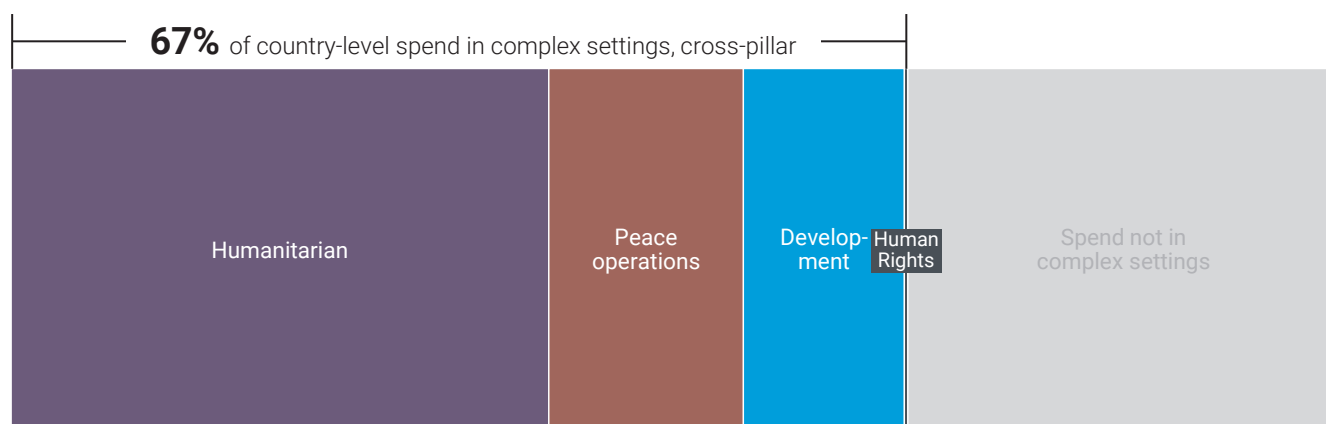 67% of country-level spend in complex settings, cross-pillar
Humanitarian
Peace
operations
Develop-
ment
Human
Rights
Spend not in
complex settings